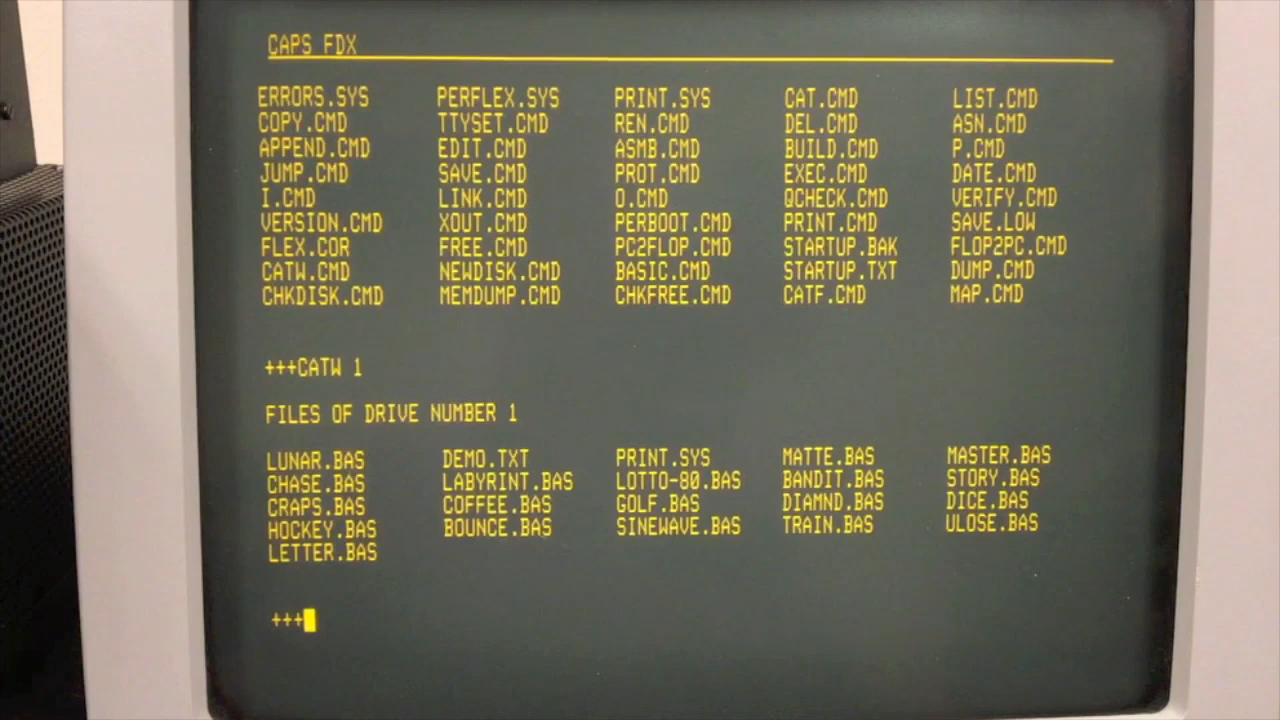 CAPS FDX
ERRORS.SYS PERFLEX.SYS PRINT.SYS CAT.CMD LIST.CMD
COPY.CMD TTYSET.CMD REN.CMD DEL.CMD ASN.CMD
APPEND.CMD EDIT.CMD ASMB.CMD BUILD.CMD P.CMD
JUMP.CMD SAVE.CMD PROT.CMD EXEC.CMD DATE.CMD
I.CMD LINK.CMD O.CMD QCHECK.CMD VERIFY.CMD
VERSION.CMD XOUT.CMD PERBOOT.CMD PRINT.CMD SAVE.LOW
FLEX.COR FREE.CMD PC2FLOP.CMD STARTUP.BAK FLOP2PC.CMD
CATW.CMD NEWDISK.CMD BASIC.CMD STARTUP.TXT DUMP.CMD
CHKDISK.CMD MEMDUMP.CMD CHKFREE.CMD CATF.CMD MAP.CMD
+++CATW 1
FILES OF DRIVE NUMBER 1
LUNAR.BAS DEMO.TXT PRINT.SYS MATTE.BAS MASTER.BAS
CHASE.BAS LABYRINT.BAS LOTTO-80.BAS BANDIT.BAS STORY.BAS
CRAPS.BAS COFFEE.BAS GOLF.BAS DIAMND.BAS DICE.BAS
HOCKEY.BAS BOUNCE.BAS SINEWAVE.BAS TRAIN.BAS ULOSE.BAS
LETTER.BAS
+++